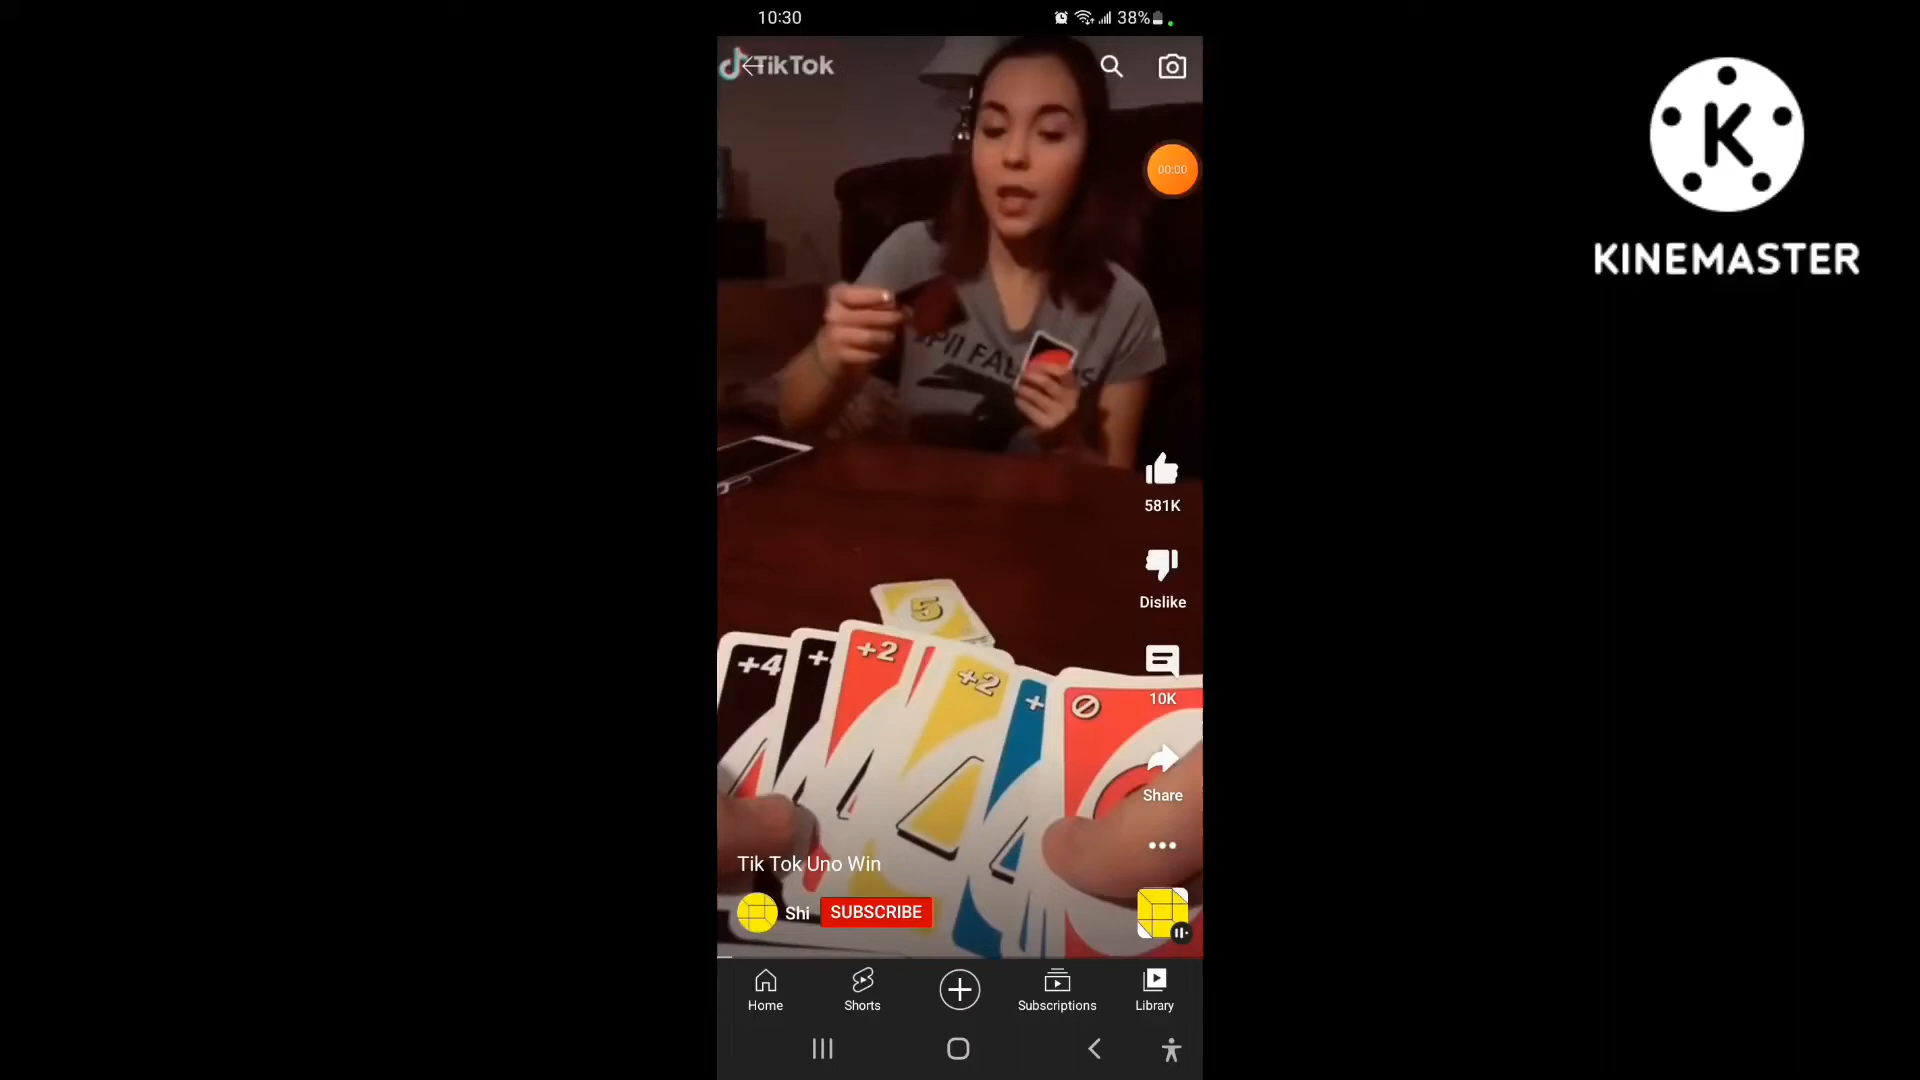 10:30
38%
TikTok
00:00
KINEMASTER
581K
Dislike
5
+4
+2
+2
+
10K
Share
Tik Tok Uno Win
Shi
SUBSCRIBE
Home
Shorts
Subscriptions
Library